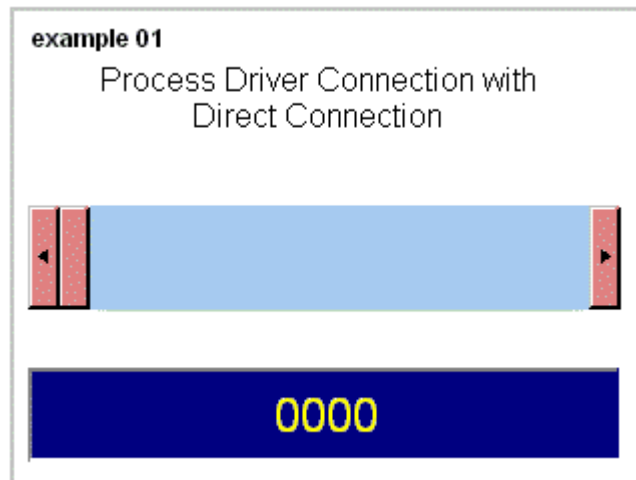 example 01
Process Driver Connection with
Direct Connection
0000